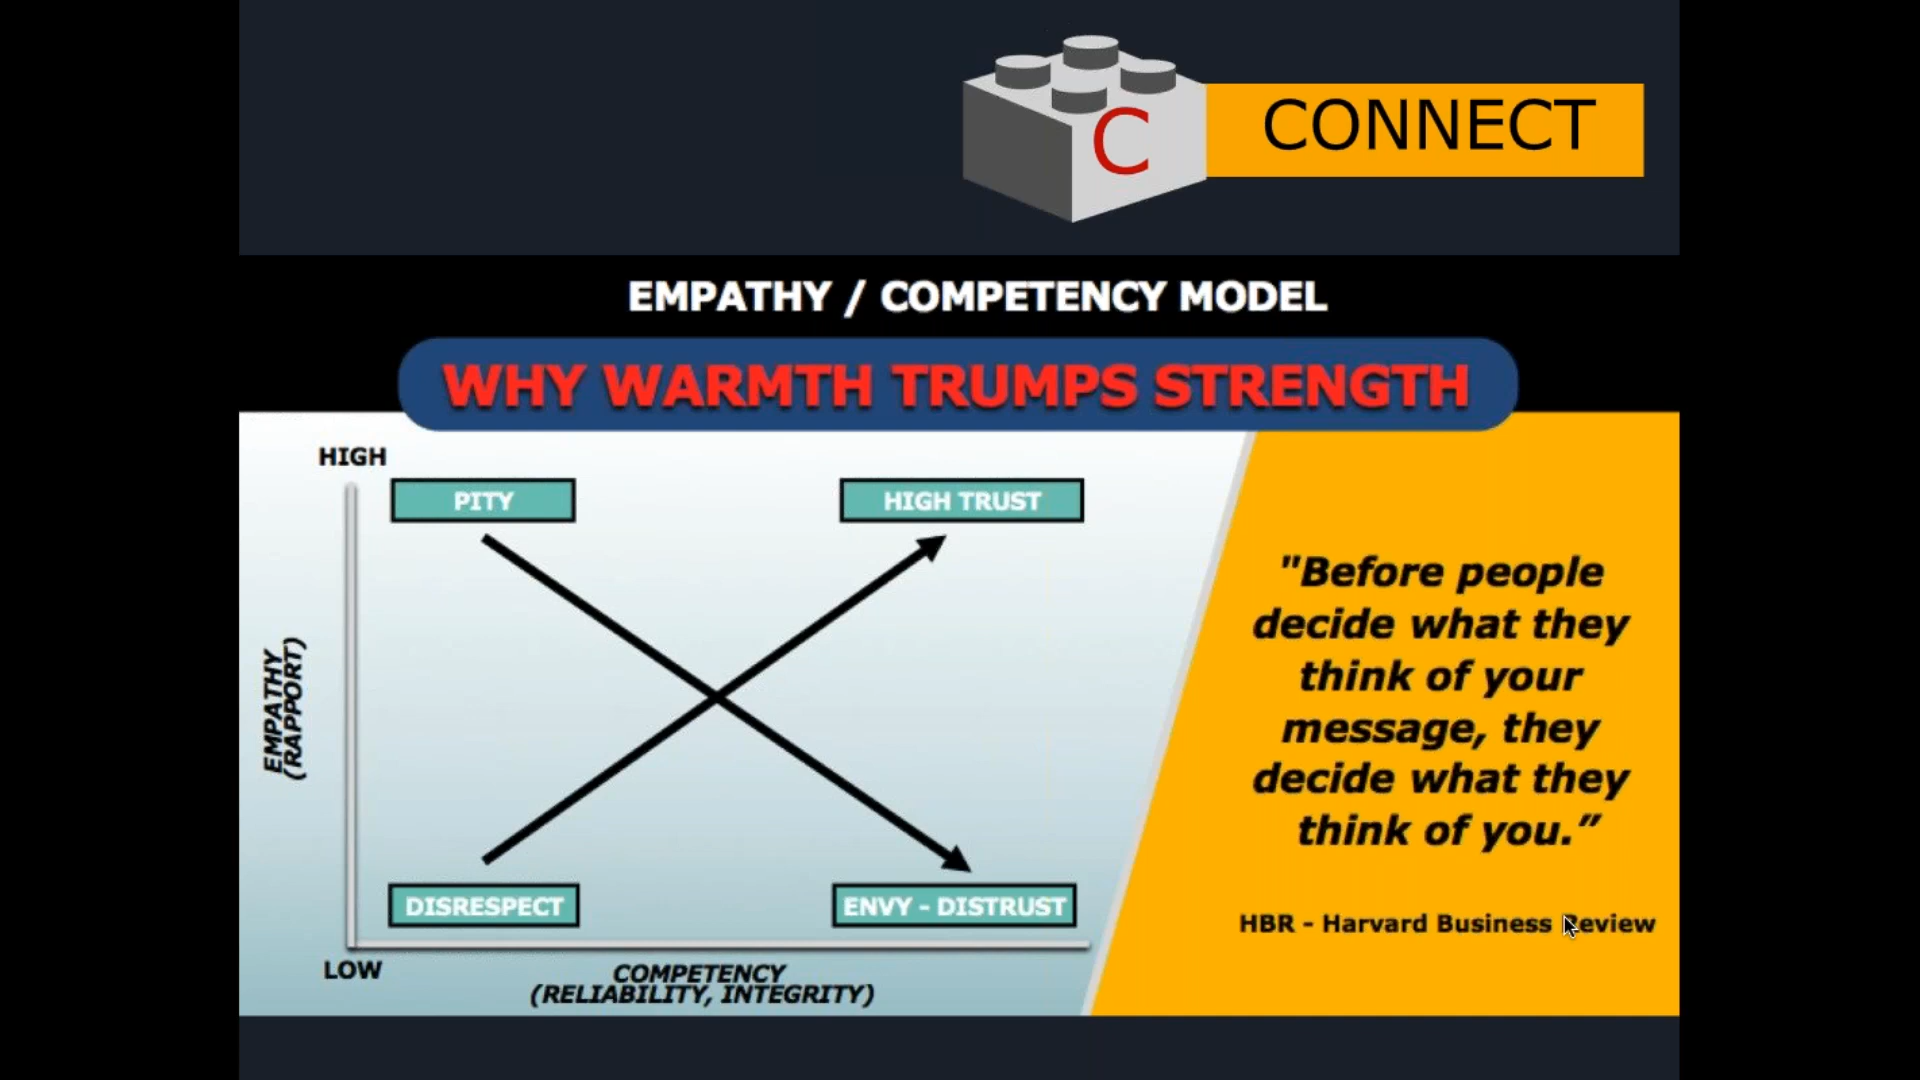 C
CONNECT
EMPATHY / COMPETENCY MODEL
WHY WARMTH TRUMPS STRENGTH
HIGH
PITY
HIGH TRUST
EMPATHY
(RAPPORT)
DISRESPECT
ENVY - DISTRUST
LOW
COMPETENCY
(RELIABILITY, INTEGRITY)
"Before people
decide what they
think of your
message, they
decide what they
think of you.”
HBR - Harvard Business Review